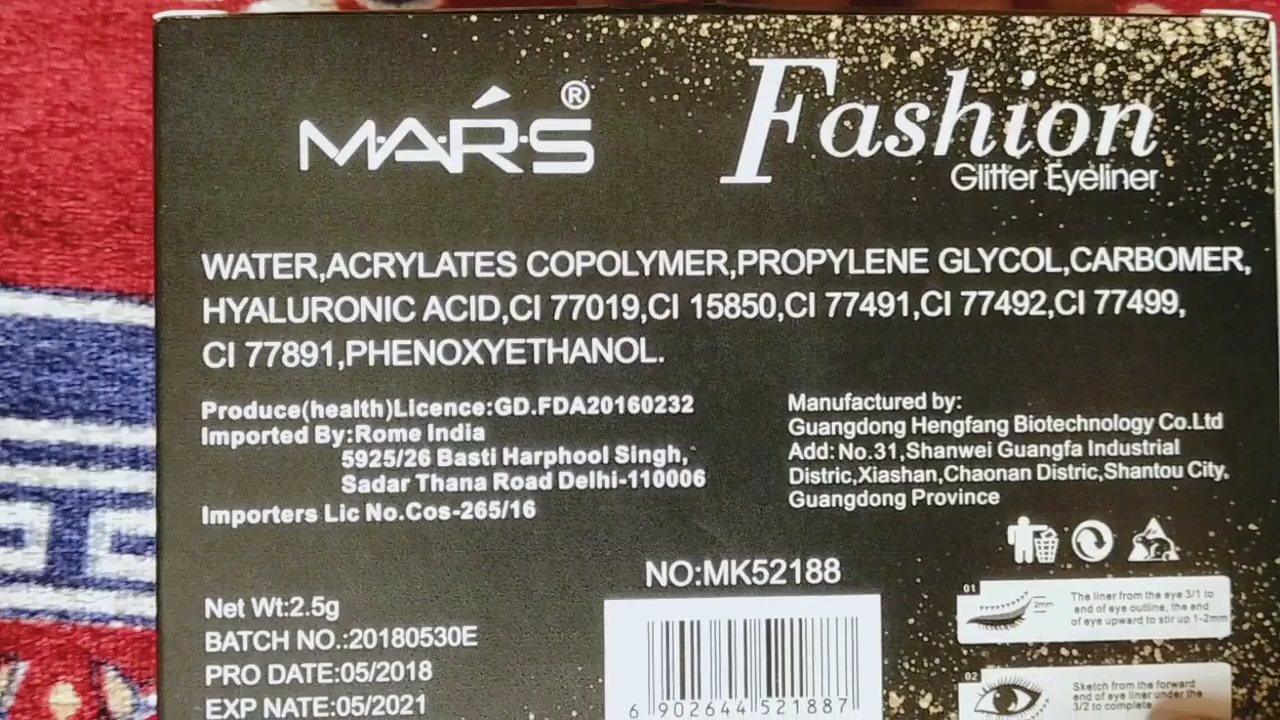 MARS®
Fashion
Glitter Eyeliner
WATER,ACRYLATES COPOLYMER,PROPYLENE GLYCOL,CARBOMER,
HYALURONIC ACID,CI 77019,CI 15850,CI 77491,CI 77492,CI 77499,
CI 77891,PHENOXYETHANOL.
Produce(health)Licence:GD.FDA20160232
Imported By:Rome India
5925/26 Basti Harphool Singh,
Sadar Thana Road Delhi-110006
Importers Lic No.Cos-265/16
Manufactured by:
Guangdong Hengfang Biotechnology Co.Ltd
Add: No.31,Shanwei Guangfa Industrial
Distric,Xiashan,Chaonan Distric,Shantou City,
Guangdong Province
NO:MK52188
Net Wt:2.5g
BATCH NO.:20180530E
PRO DATE:05/2018
EXP NATE:05/2021
6 902644 521887
01
2mm
The liner from the eye 3/1 to
end of eye outline, the end
of eye upward to stir up 1-2mm
02
Sketch from the forward
end of eye liner under the
3/2 to complete